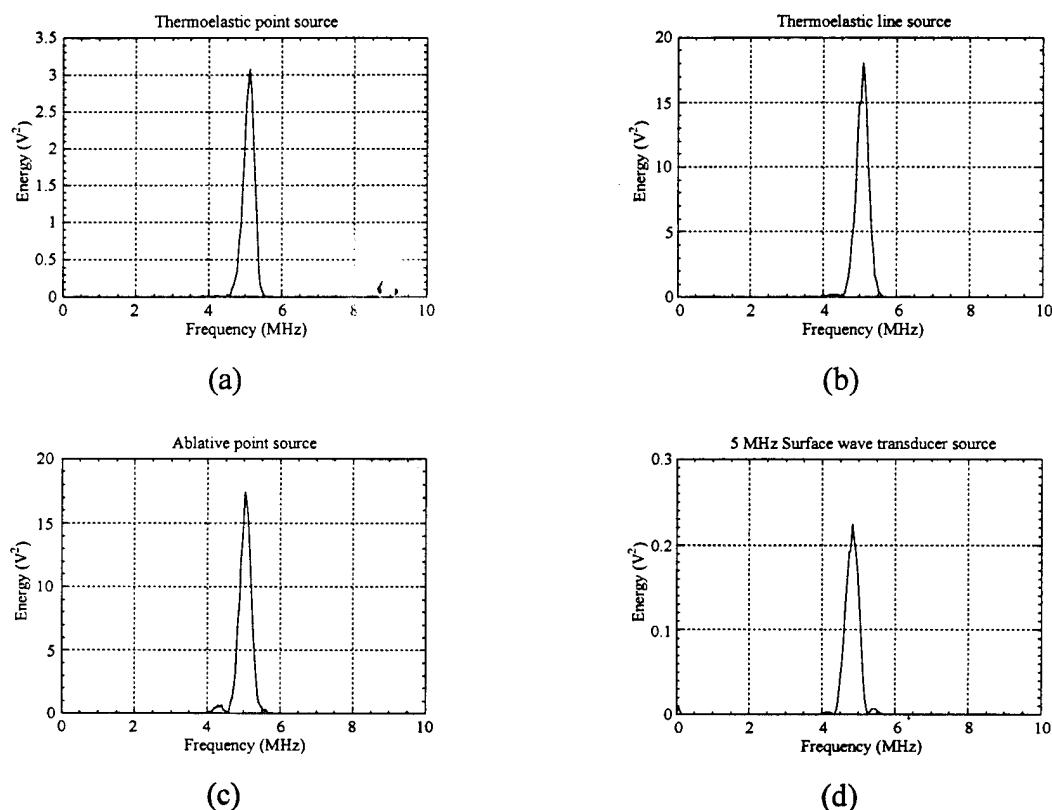 Thermoelastic point source
3.5
3
2.5
2
1.5
1
0.5
0
Energy (V²)
0 2 4 6 8 10
Frequency (MHz)
(a)
Thermoelastic line source
20
15
10
5
0
Energy (V²)
0 2 4 6 8 10
Frequency (MHz)
(b)
Ablative point source
20
15
10
5
0
Energy (V²)
0 2 4 6 8 10
Frequency (MHz)
(c)
5 MHz Surface wave transducer source
0.3
0.2
0.1
0
Energy (V²)
0 2 4 6 8 10
Frequency (MHz)
(d)